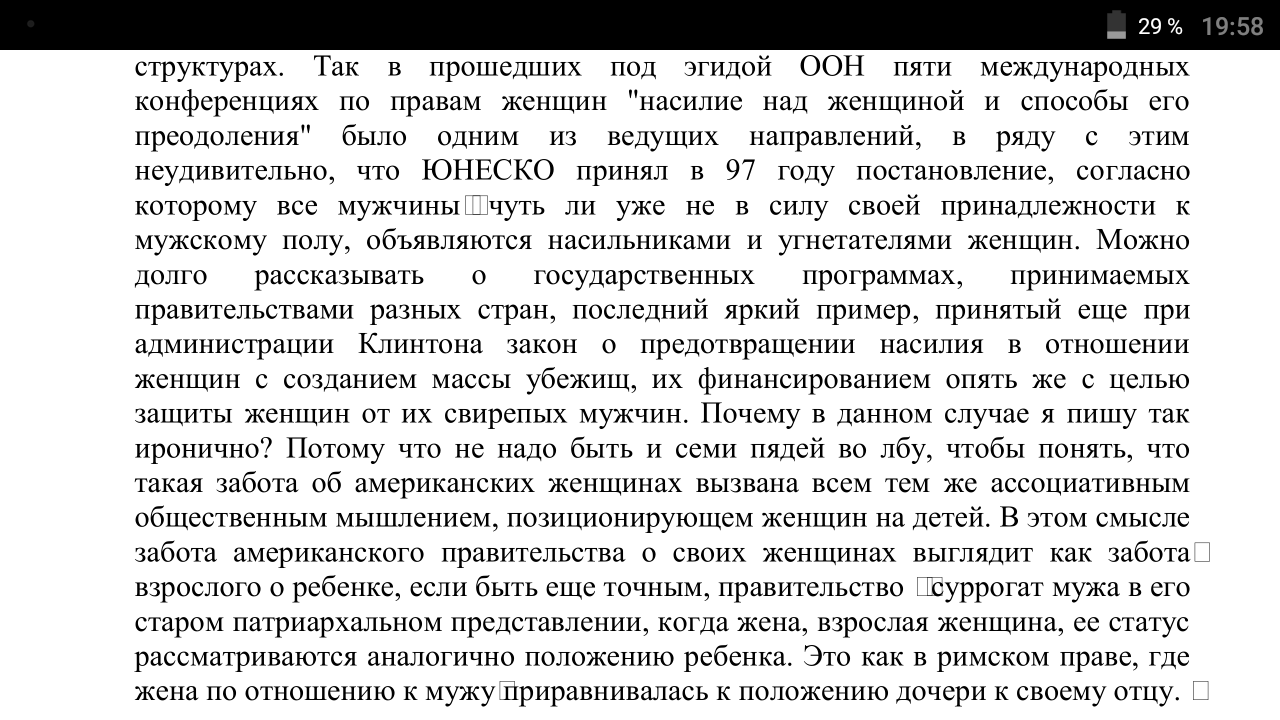 29 % 19:58
структурах. Так в прошедших под эгидой ООН пяти международных
конференциях по правам женщин "насилие над женщиной и способы его
преодоления" было одним из ведущих направлений, в ряду с этим
неудивительно, что ЮНЕСКО принял в 97 году постановление, согласно
которому все мужчины чуть ли уже не в силу своей принадлежности к
мужскому полу, объявляются насильниками и угнетателями женщин. Можно
долго рассказывать о государственных программах, принимаемых
правительствами разных стран, последний яркий пример, принятый еще при
администрации Клинтона закон о предотвращении насилия в отношении
женщин с созданием массы убежищ, их финансированием опять же с целью
защиты женщин от их свирепых мужчин. Почему в данном случае я пишу так
иронично? Потому что не надо быть и семи пядей во лбу, чтобы понять, что
такая забота об американских женщинах вызвана всем тем же ассоциативным
общественным мышлением, позиционирующем женщин на детей. В этом смысле
забота американского правительства о своих женщинах выглядит как забота
взрослого о ребенке, если быть еще точным, правительство суррогат мужа в его
старом патриархальном представлении, когда жена, взрослая женщина, ее статус
рассматриваются аналогично положению ребенка. Это как в римском праве, где
жена по отношению к мужу приравнивалась к положению дочери к своему отцу.